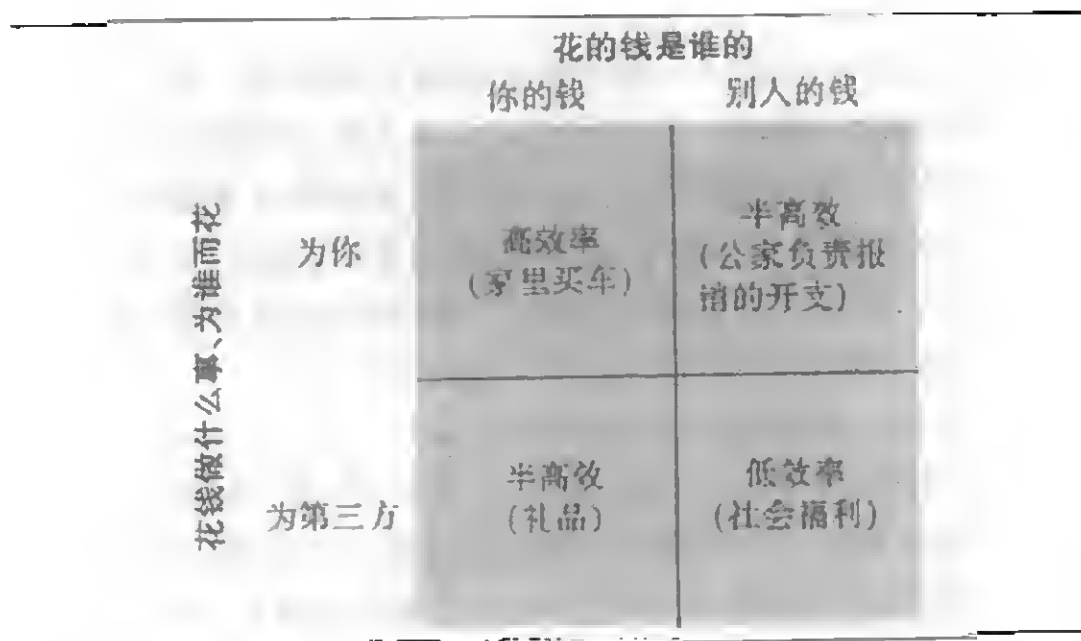 花的钱是谁的
你的钱 别人的钱
花钱做什么事、为谁而花
为你
高效率
(家里买车)
半高效
(公家负责报
销的开支)
为第三方
半高效
(礼品)
低效率
(社会福利)